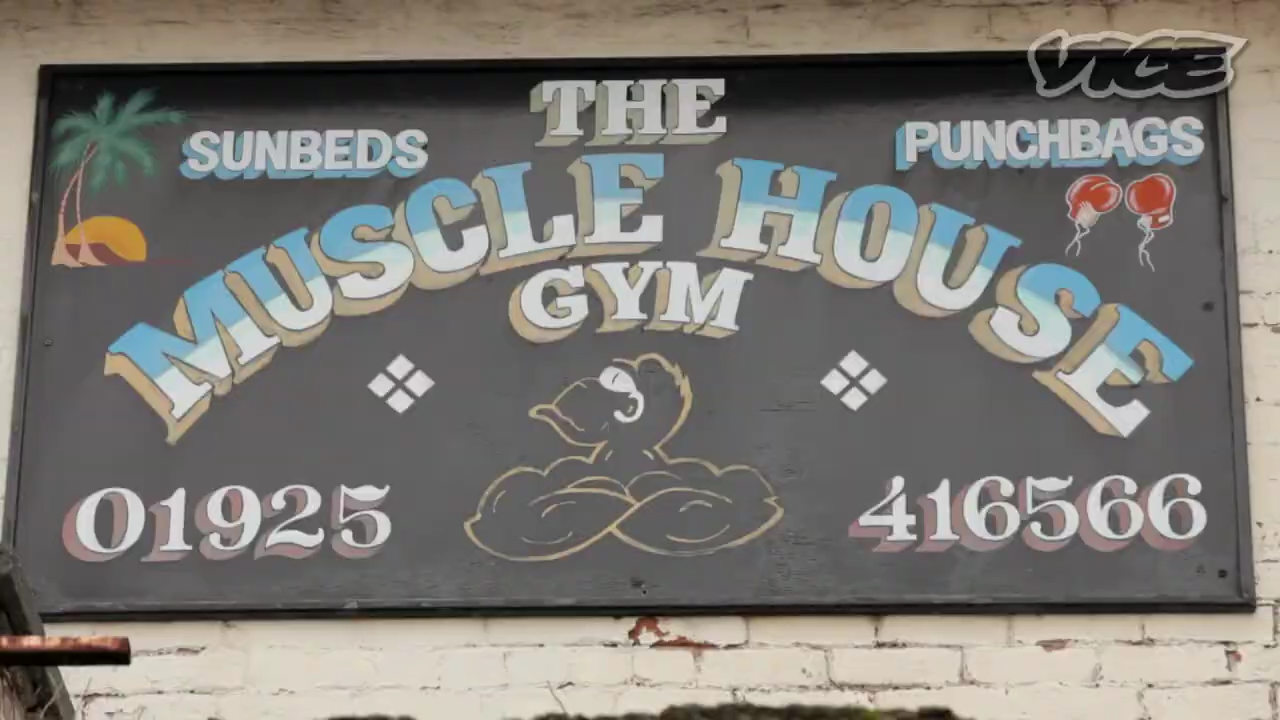 VICE
THE
SUNBEDS
PUNCHBAGS
MUSCLE HOUSE
GYM
01925
416566